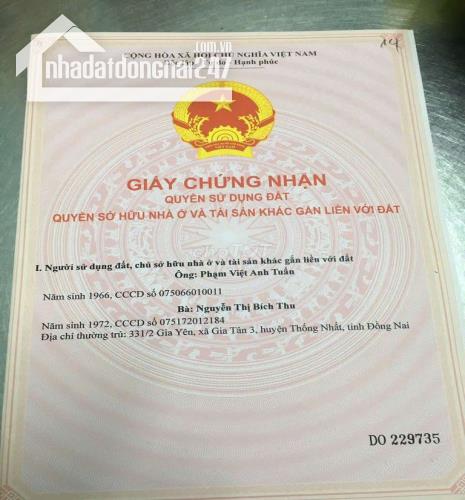 CỘNG HÒA XÃ HỘI CHỦ NGHĨA VIỆT NAM
.com.vn
nhadatdongnai247
Hạnh phúc
VIỆT NAM
GIẤY CHỨNG NHẬN
QUYỀN SỬ DỤNG ĐẤT
QUYỀN SỞ HỮU NHÀ Ở VÀ TÀI SẢN KHÁC GẮN LIỀN VỚI ĐẤT
I. Người sử dụng đất, chủ sở hữu nhà ở và tài sản khác gắn liền với đất
Ông: Phạm Việt Anh Tuấn
Năm sinh 1966, CCCD số 075066010011
Bà: Nguyễn Thị Bích Thu
Năm sinh 1972, CCCD số 075172012184
Địa chỉ thường trú: 331/2 Gia Yên, xã Gia Tân 3, huyện Thống Nhất, tỉnh Đồng Nai
DO 229735